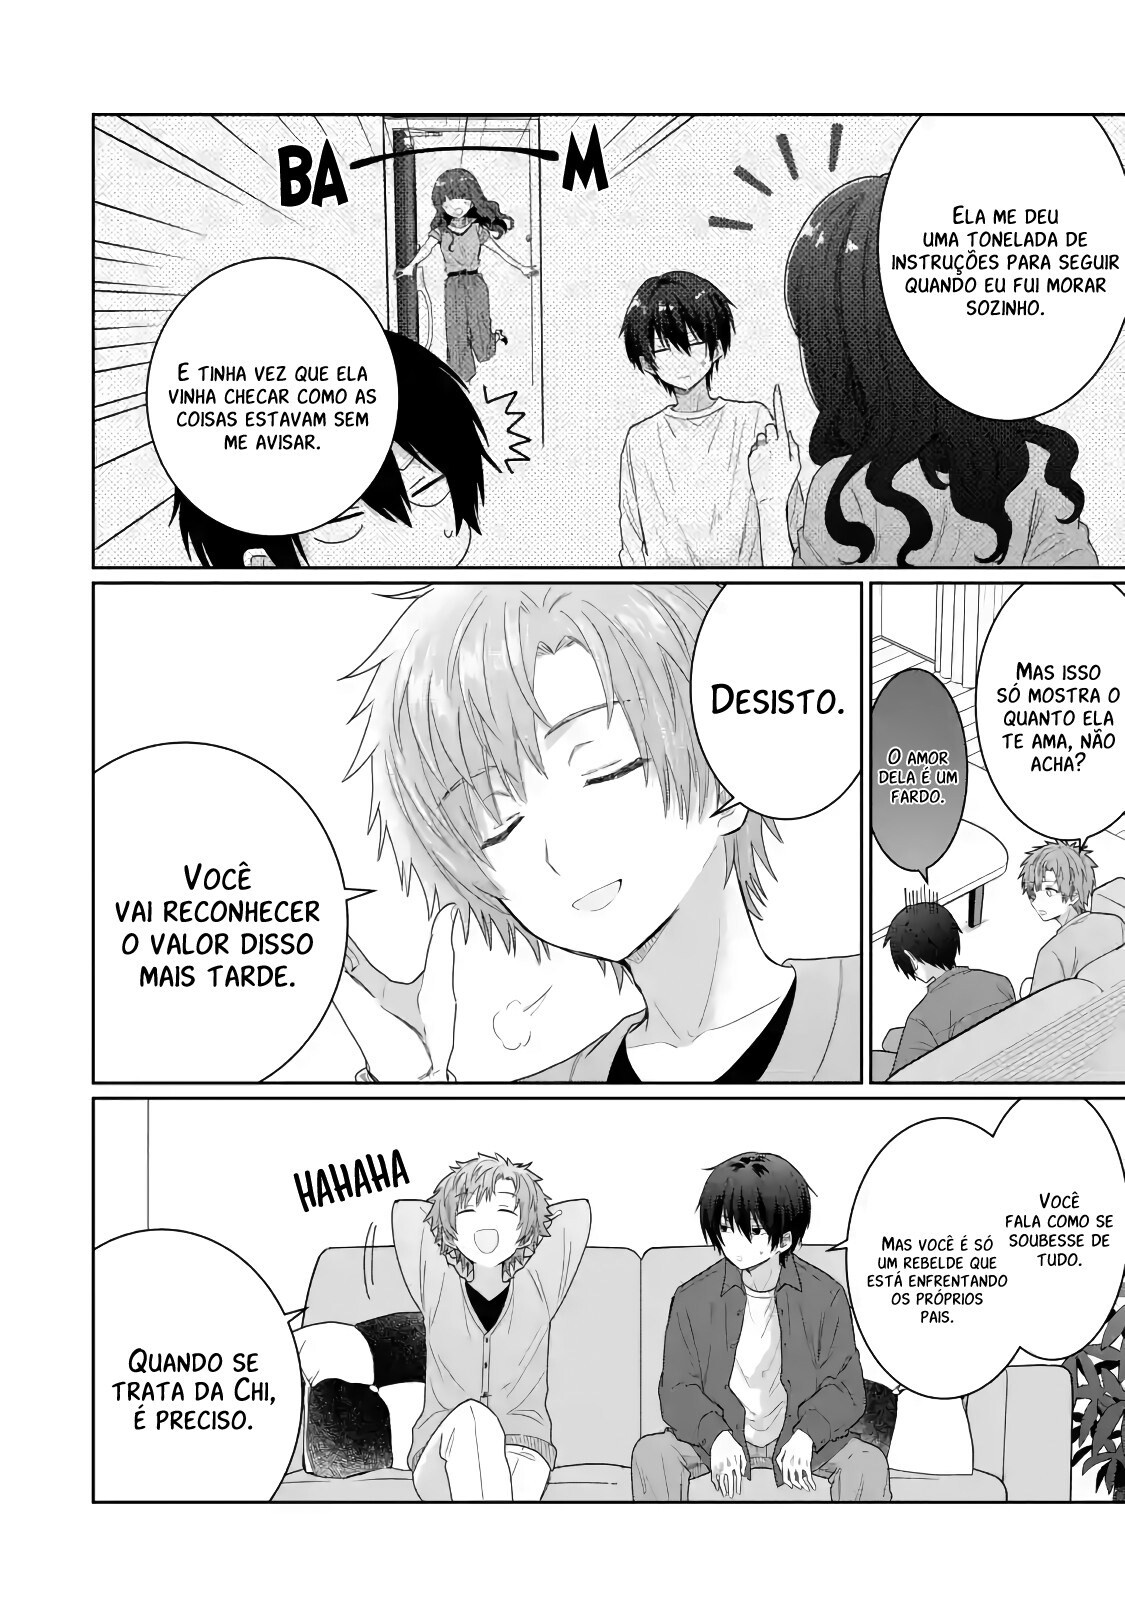 Ela me deu
uma tonelada de
instruções para seguir
quando eu fui morar
sozinho.
BA M
E tinha vez que ela
vinha checar como as
coisas estavam sem
me avisar.
Mas isso
só mostra o
quanto ela
te ama, não
acha?
O amor
dela é um
fardo.
Desisto.
Você
vai reconhecer
o valor disso
mais tarde.
Você
fala como se
soubesse de
tudo.
Mas você é só
um rebelde que
está enfrentando
os próprios
pais.
HAHAHA
Quando se
trata da Chi,
é preciso.